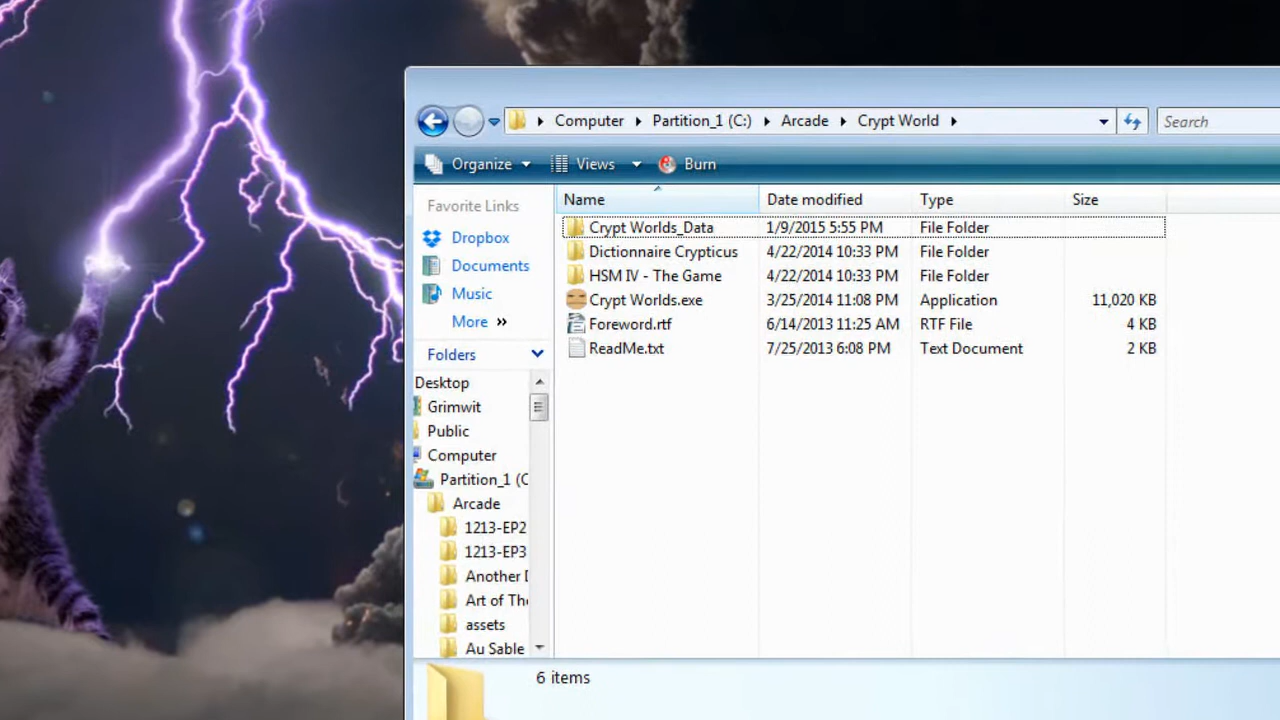 Computer Partition_1 (C:) Arcade Crypt World Search
Organize Views Burn
Favorite Links
Dropbox
Documents
Music
More
Folders
Desktop
Grimwit
Public
Computer
Partition_1 (C
Arcade
1213-EP2
1213-EP3
Another D
Art of The
assets
Au Sable
Name Date modified Type Size
Crypt Worlds_Data 1/9/2015 5:55 PM File Folder
Dictionnaire Crypticus 4/22/2014 10:33 PM File Folder
HSM IV - The Game 4/22/2014 10:33 PM File Folder
Crypt Worlds.exe 3/25/2014 11:08 PM Application 11,020 KB
Foreword.rtf 6/14/2013 11:25 AM RTF File 4 KB
ReadMe.txt 7/25/2013 6:08 PM Text Document 2 KB
6 items